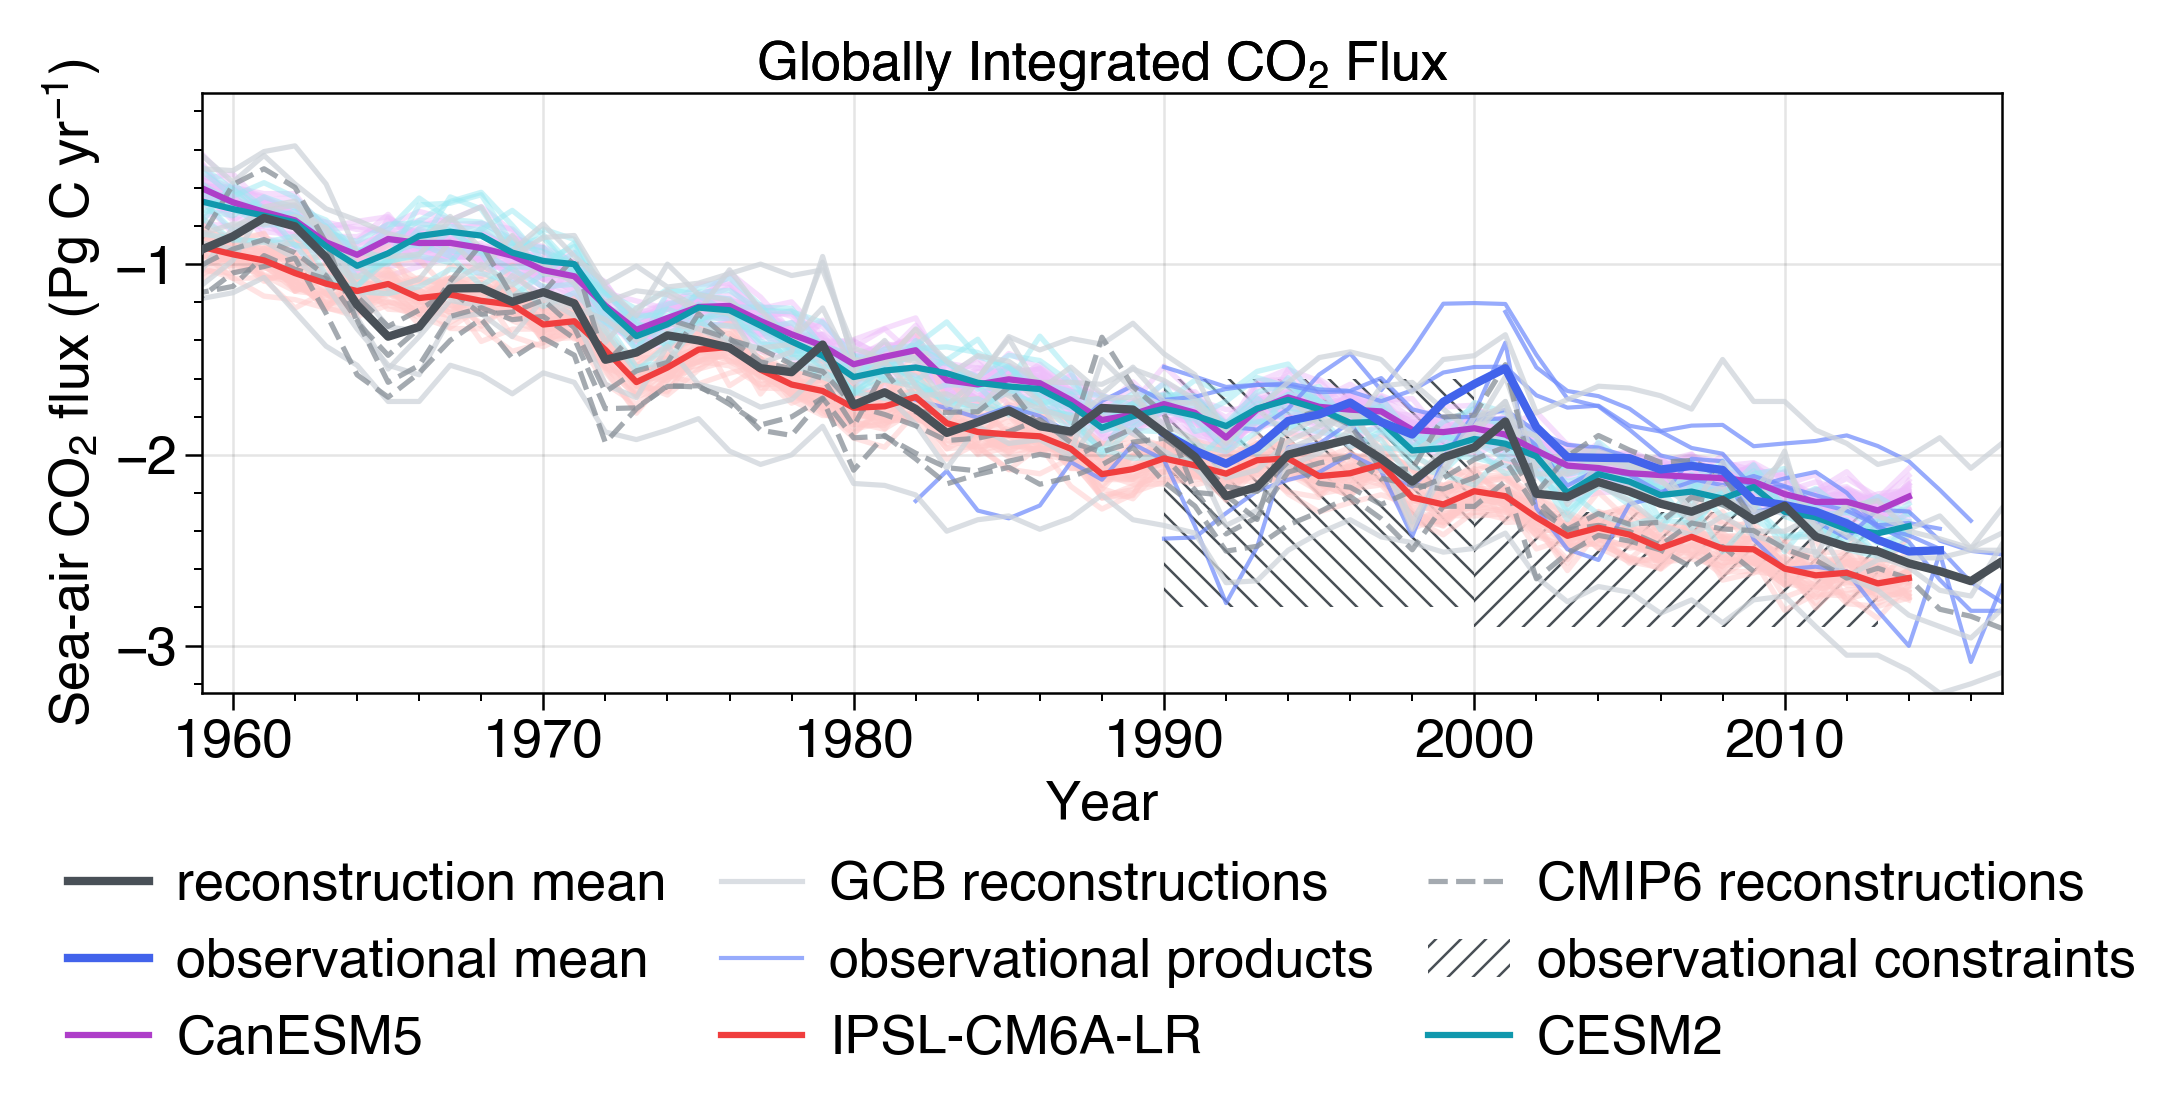 Globally Integrated CO₂ Flux
Sea-air CO₂ flux (Pg C yr⁻¹)
−1
−2
−3
1960 1970 1980 1990 2000 2010
Year
reconstruction mean GCB reconstructions CMIP6 reconstructions
observational mean observational products observational constraints
CanESM5 IPSL-CM6A-LR CESM2